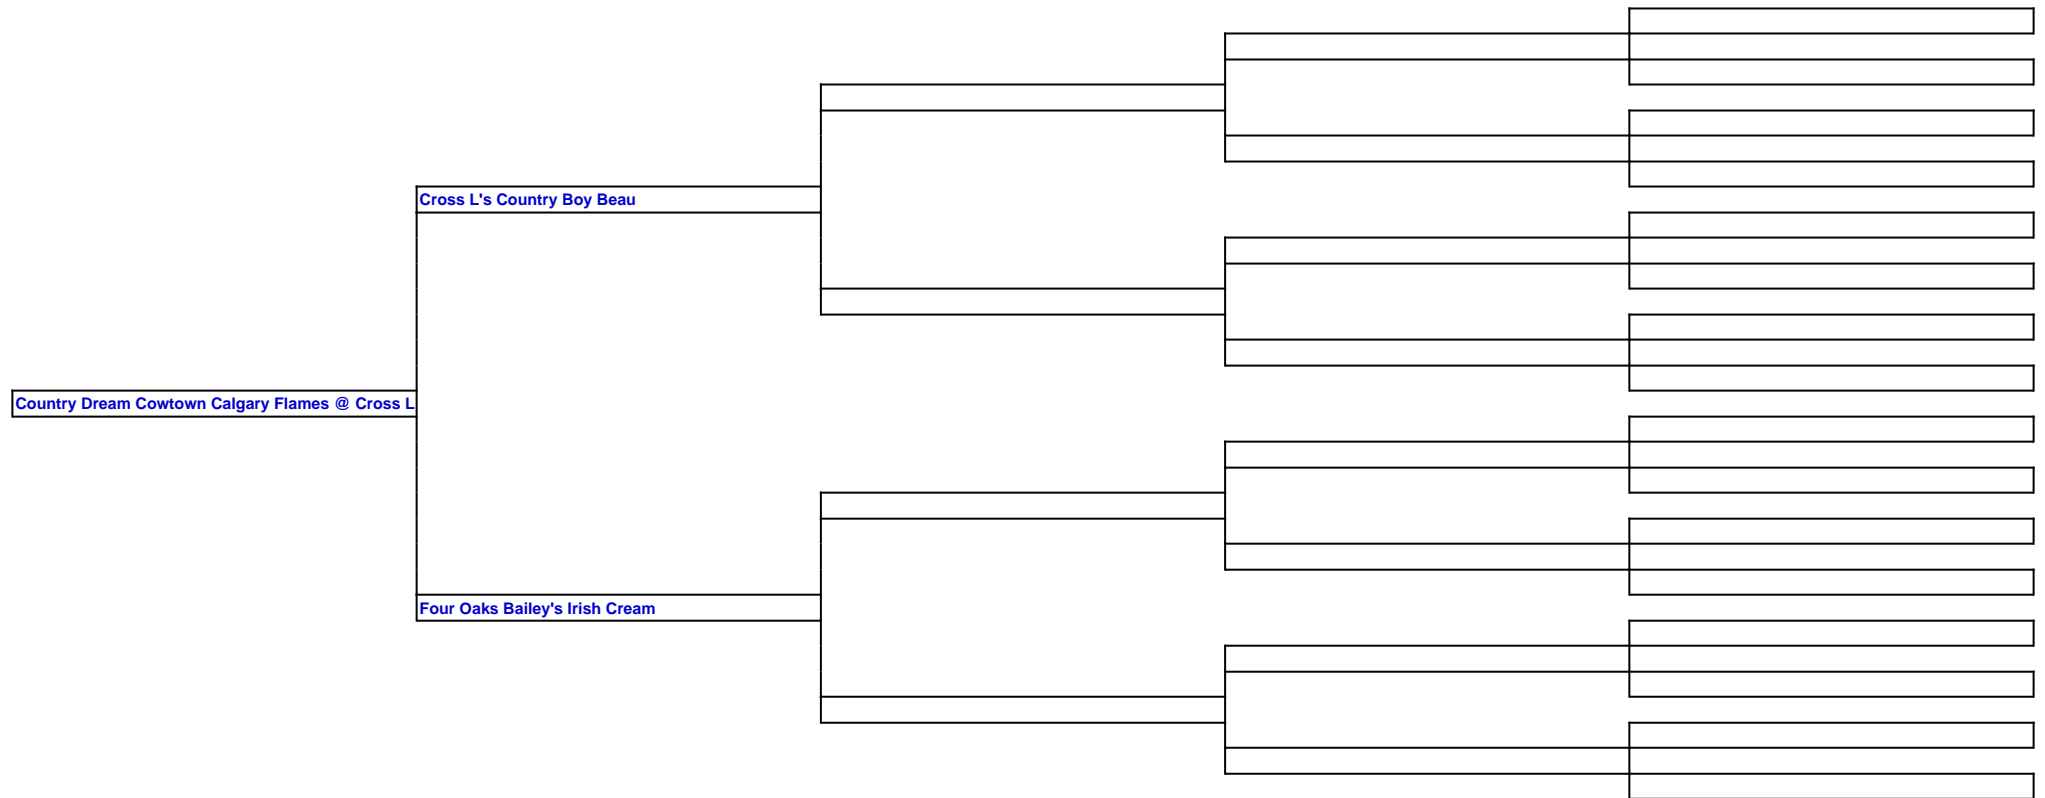 Cross L's Country Boy Beau
Country Dream Cowtown Calgary Flames @ Cross L
Four Oaks Bailey's Irish Cream